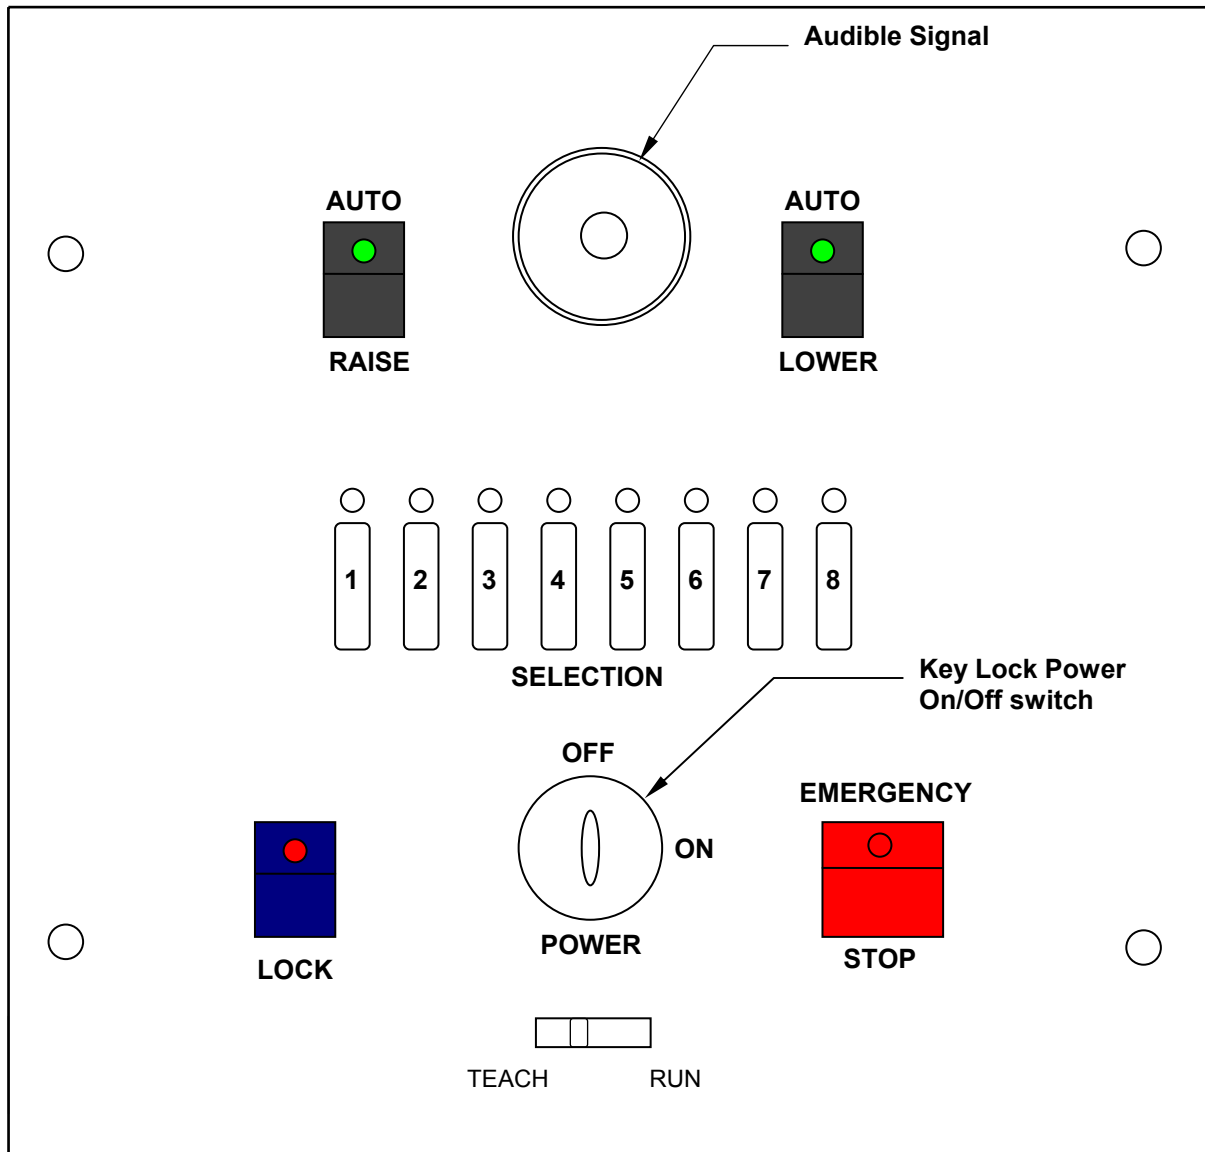 Audible Signal
AUTO
AUTO
RAISE
LOWER
1 2 3 4 5 6 7 8
SELECTION
Key Lock Power
On/Off switch
OFF
EMERGENCY
ON
LOCK
POWER
STOP
TEACH RUN